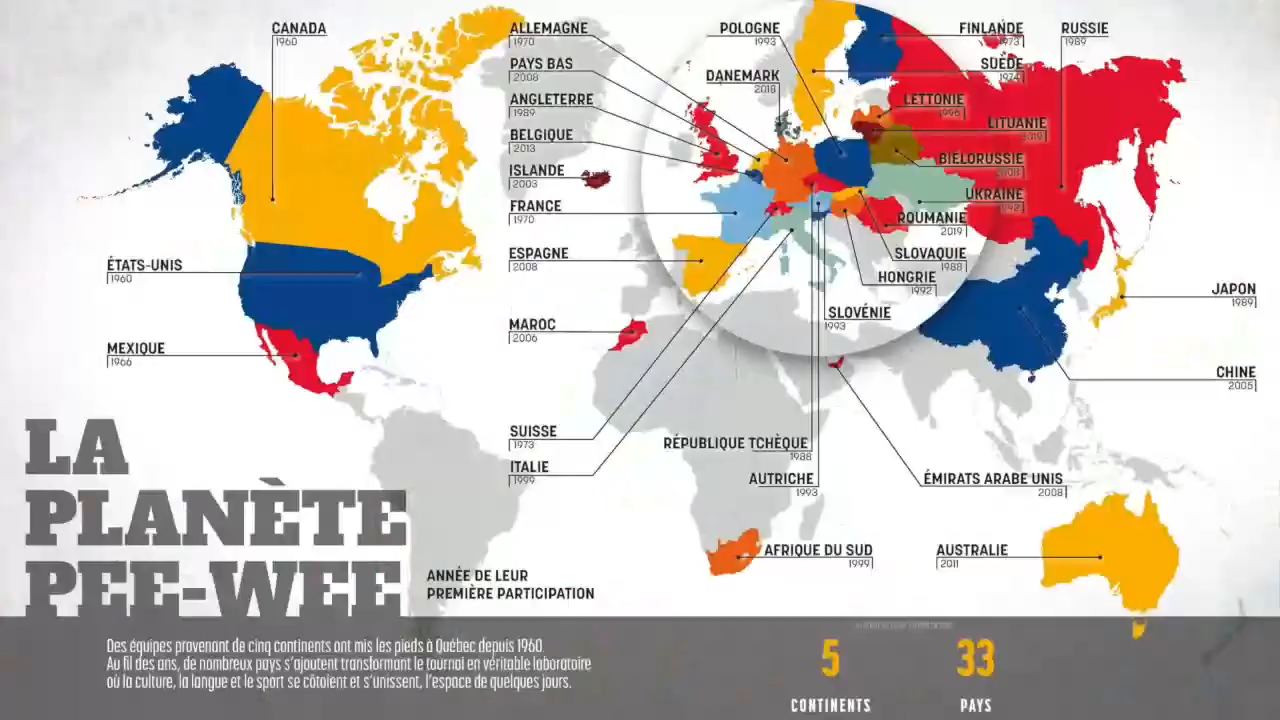 CANADA
1960
ALLEMAGNE
1970
PAYS BAS
2008
ANGLETERRE
1989
BELGIQUE
2013
ISLANDE
2003
FRANCE
1970
ESPAGNE
2008
MAROC
2006
SUISSE
1973
ITALIE
1999
POLOGNE
1993
DANEMARK
2018
FINLANDE
RUSSIE
1989
SUÈDE
1974
LETTONIE
LITUANIE
2019
BIÉLORUSSIE
UKRAINE
1992
ROUMANIE
2019
SLOVAQUIE
1988
HONGRIE
1992
SLOVÉNIE
1993
ÉTATS-UNIS
1960
MEXIQUE
1966
JAPON
1989
CHINE
2005
RÉPUBLIQUE TCHÈQUE
1988
AUTRICHE
1993
ÉMIRATS ARABE UNIS
2008
AFRIQUE DU SUD
1999
AUSTRALIE
2011
LA
PLANÈTE
PEE-WEE
ANNÉE DE LEUR
PREMIÈRE PARTICIPATION
Des équipes provenant de cinq continents ont mis les pieds à Québec depuis 1960.
Au fil des ans, de nombreux pays s'ajoutent transformant le tournoi en véritable laboratoire
où la culture, la langue et le sport se côtoient et s'unissent, l'espace de quelques jours.
5
CONTINENTS
33
PAYS